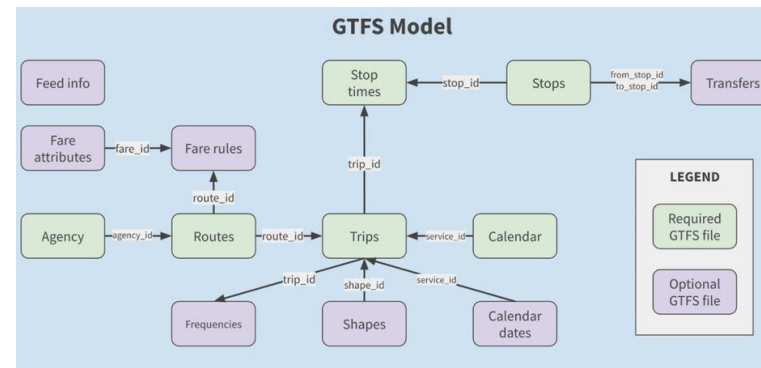 GTFS Model
Feed info
Stop
times
stop_id
Stops
from_stop_id
to_stop_id
Transfers
Fare
attributes
fare_id
Fare rules
trip_id
route_id
LEGEND
Required
GTFS file
Optional
GTFS file
Agency
agency_id
Routes
route_id
Trips
service_id
Calendar
trip_id
shape_id
service_id
Frequencies
Shapes
Calendar
dates